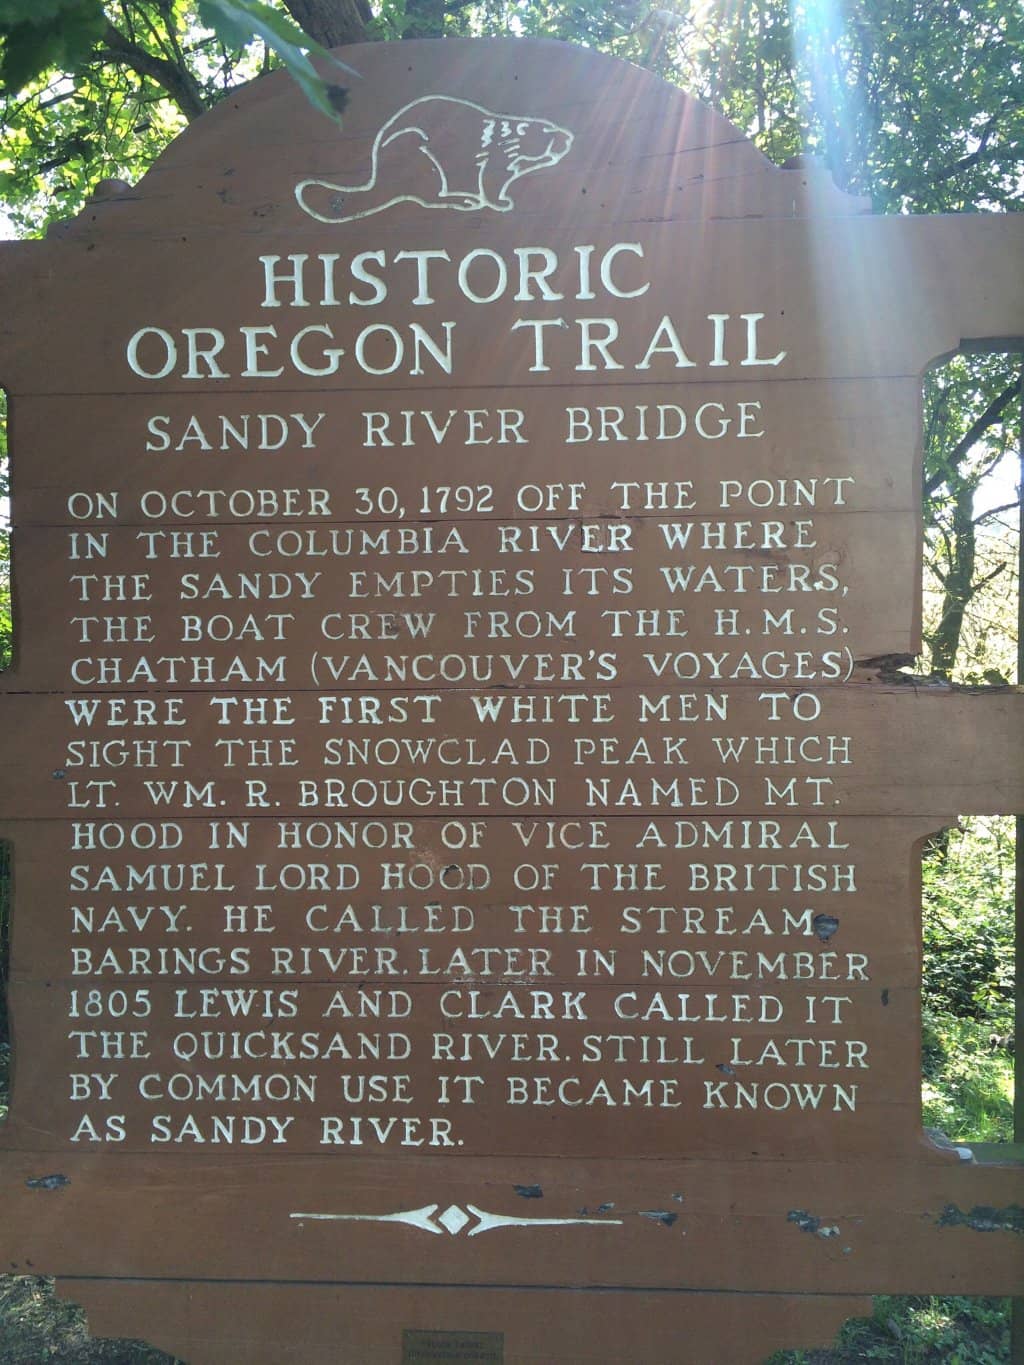 HISTORIC
OREGON TRAIL
SANDY RIVER BRIDGE
ON OCTOBER 30, 1792 OFF THE POINT
IN THE COLUMBIA RIVER WHERE
THE SANDY EMPTIES ITS WATERS,
THE BOAT CREW FROM THE H.M.S.
CHATHAM (VANCOUVER'S VOYAGES)
WERE THE FIRST WHITE MEN TO
SIGHT THE SNOWCLAD PEAK WHICH
LT. WM. R. BROUGHTON NAMED MT.
HOOD IN HONOR OF VICE ADMIRAL
SAMUEL LORD HOOD OF THE BRITISH
NAVY. HE CALLED THE STREAM
BARINGS RIVER. LATER IN NOVEMBER
1805 LEWIS AND CLARK CALLED IT
THE QUICKSAND RIVER. STILL LATER
BY COMMON USE IT BECAME KNOWN
AS SANDY RIVER.